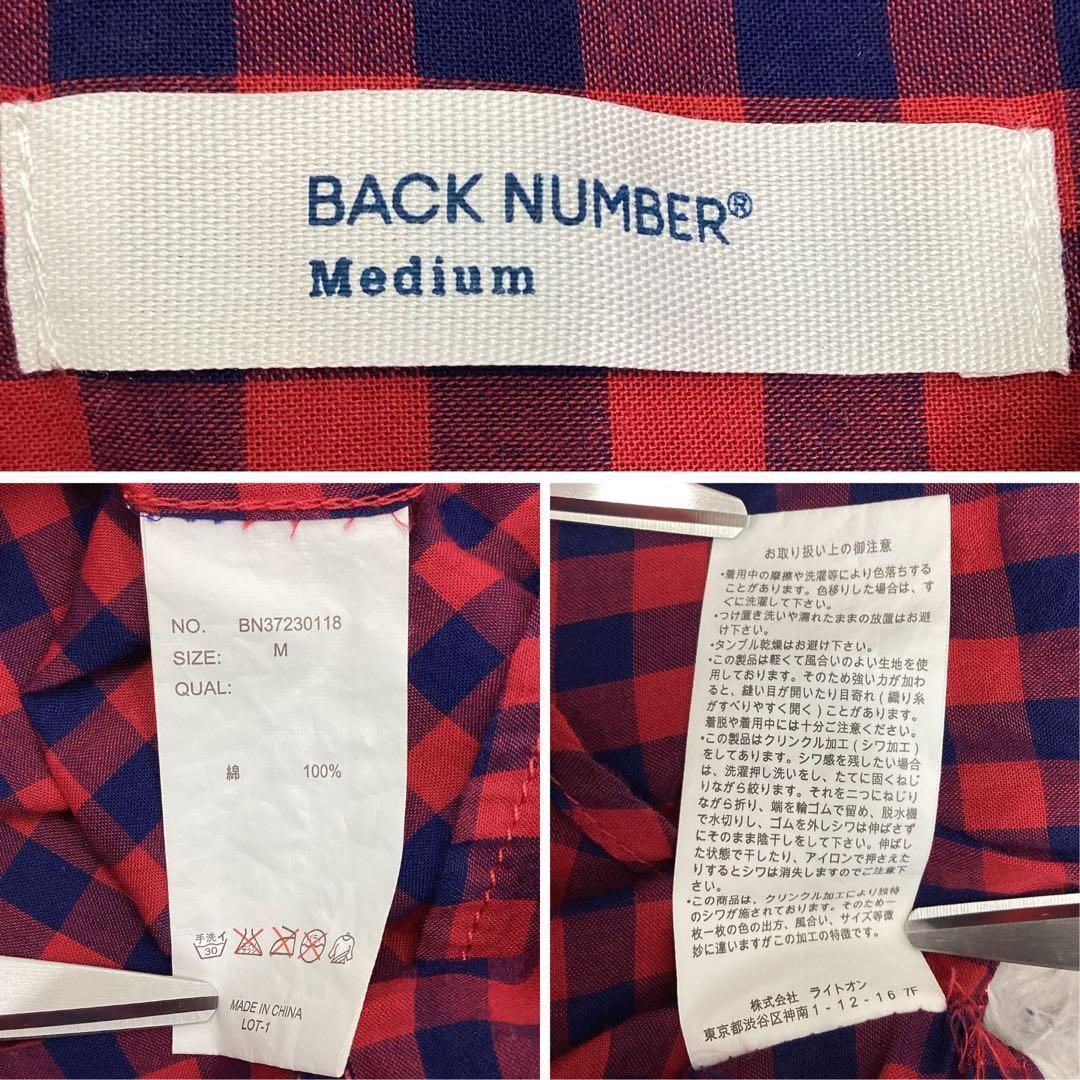 BACK NUMBER®
Medium
NO. BN37230118
SIZE: M
QUAL:
綿 100%
手洗イ
30
MADE IN CHINA
LOT-1
お取り扱い上の御注意
・着用中の摩擦や洗濯等により色落ちする
ことがあります。色移りした場合は、す
ぐに洗濯して下さい。
・つけ置き洗いや濡れたままの放置はお避
け下さい。
・タンブル乾燥はお避け下さい。
・この製品は軽くて風合いのよい生地を使
用しております。そのため強い力が加わ
ると、縫い目が開いたり目寄れ(織り糸
がすべりやすく開く)ことがあります。
着脱や着用中には十分ご注意ください。
・この製品はクリンクル加工(シワ加工)
をしてあります。シワ感を残したい場合
は、洗濯押し洗いをし、たてに固くねじ
りながら絞ります。それを二つにねじり
ながら折り、端を輪ゴムで留め、脱水機
で水切りし、ゴムを外しシワは伸ばさず
にそのまま陰干しをして下さい。伸ばし
た状態で干したり、アイロンで押さえた
りするとシワは消失しますのでご注意下
さい。
・この商品は、クリンクル加工により独特
のシワが施されております。そのため一
枚一枚の色の出方、風合い、サイズ等微
妙に違いますがこの加工の特徴です。
株式会社 ライトオン
東京都渋谷区神南1-12-16 7F